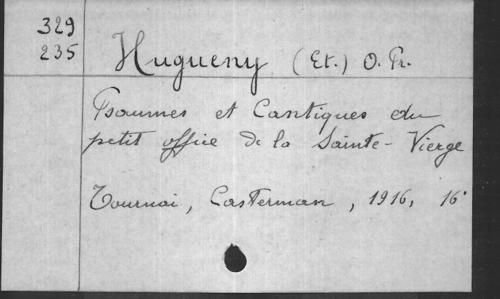 329
235
Hugueny (Et.) O. Pr.
Psaumes et Cantiques du
petit office de la Sainte-Vierge
Tournai, Casterman, 1916, 16°